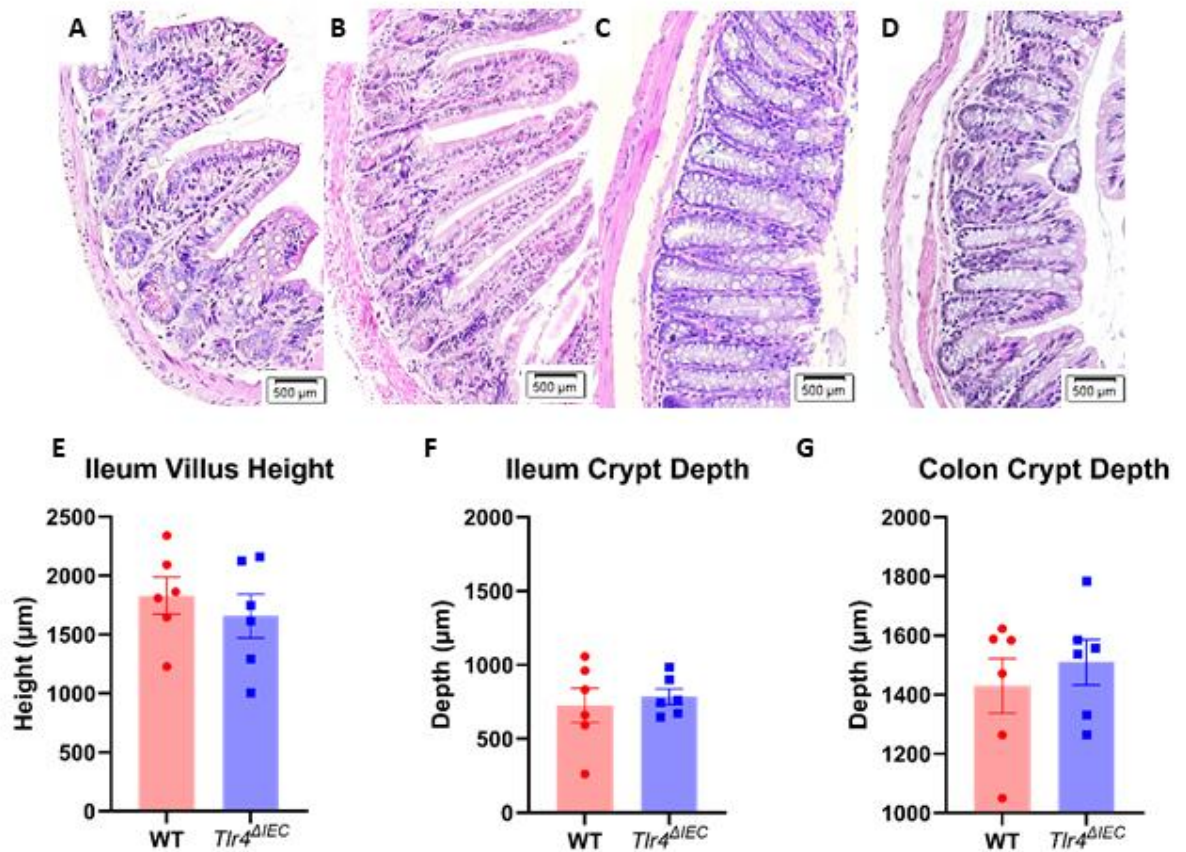 A B C D
500 µm 500 µm 500 µm 500 µm
E F G
Ileum Villus Height Ileum Crypt Depth Colon Crypt Depth
2500
2000
1500
1000
500
0
Height (µm)
WT Tlr4ΔIEC
2000
1500
1000
500
0
Depth (µm)
WT Tlr4ΔIEC
2000
1800
1600
1400
1200
1000
Depth (µm)
WT Tlr4ΔIEC